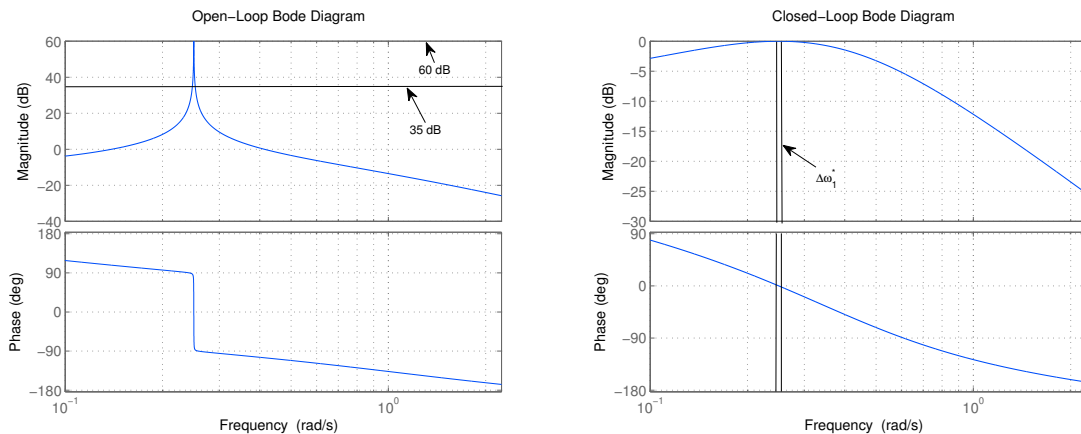 Open-Loop Bode Diagram
60
40
20
0
−20
−40
Magnitude (dB)
60 dB
35 dB
180
90
0
−90
−180
Phase (deg)
10⁻¹
10⁰
Frequency (rad/s)
Closed-Loop Bode Diagram
0
−5
−10
−15
−20
−25
−30
Magnitude (dB)
Δω₁*
90
0
−90
−180
Phase (deg)
10⁻¹
10⁰
Frequency (rad/s)